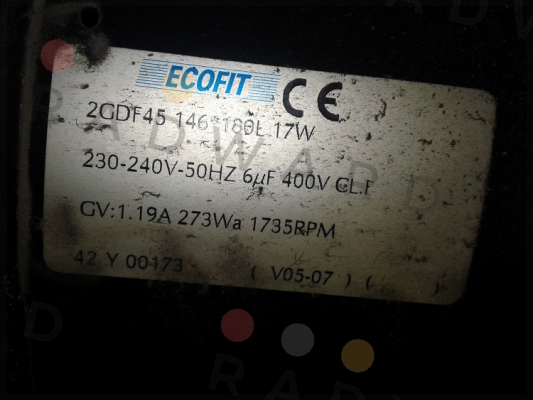 ECOFIT CE
2GDF45 146*180L 17W
230-240V-50HZ 6µF 400V CL.F
GV:1.19A 273Wa 1735RPM
42 Y 00173 ( V05-07 ) ( )
RADWARD